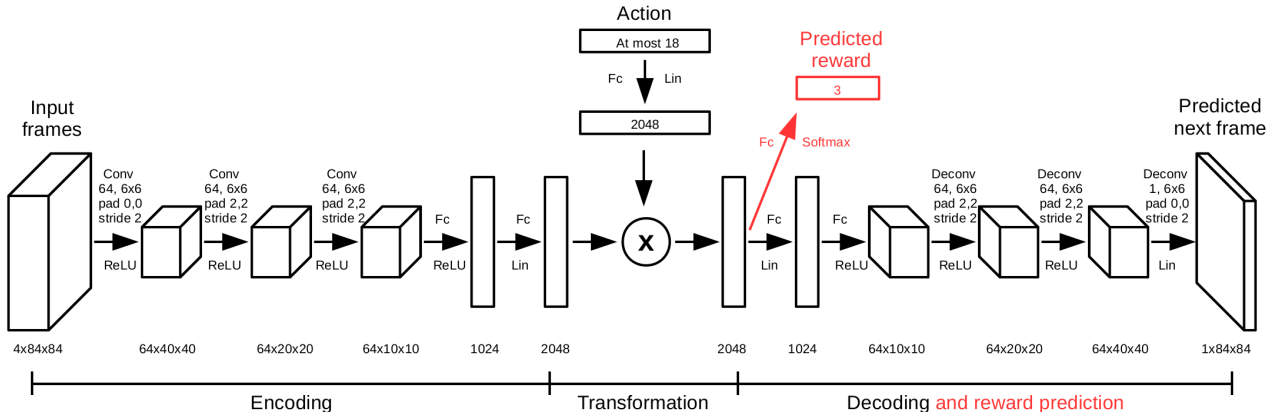 Action
At most 18
Fc Lin
2048
Predicted
reward
3
Fc Softmax
Input
frames
Predicted
next frame
Conv
64, 6x6
pad 0,0
stride 2
ReLU
Conv
64, 6x6
pad 2,2
stride 2
ReLU
Conv
64, 6x6
pad 2,2
stride 2
ReLU
Fc
ReLU
Fc
Lin
x
Fc
Lin
Fc
ReLU
Deconv
64, 6x6
pad 2,2
stride 2
ReLU
Deconv
64, 6x6
pad 2,2
stride 2
ReLU
Deconv
1, 6x6
pad 0,0
stride 2
Lin
4x84x84 64x40x40 64x20x20 64x10x10 1024 2048 2048 1024 64x10x10 64x20x20 64x40x40 1x84x84
Encoding Transformation Decoding and reward prediction